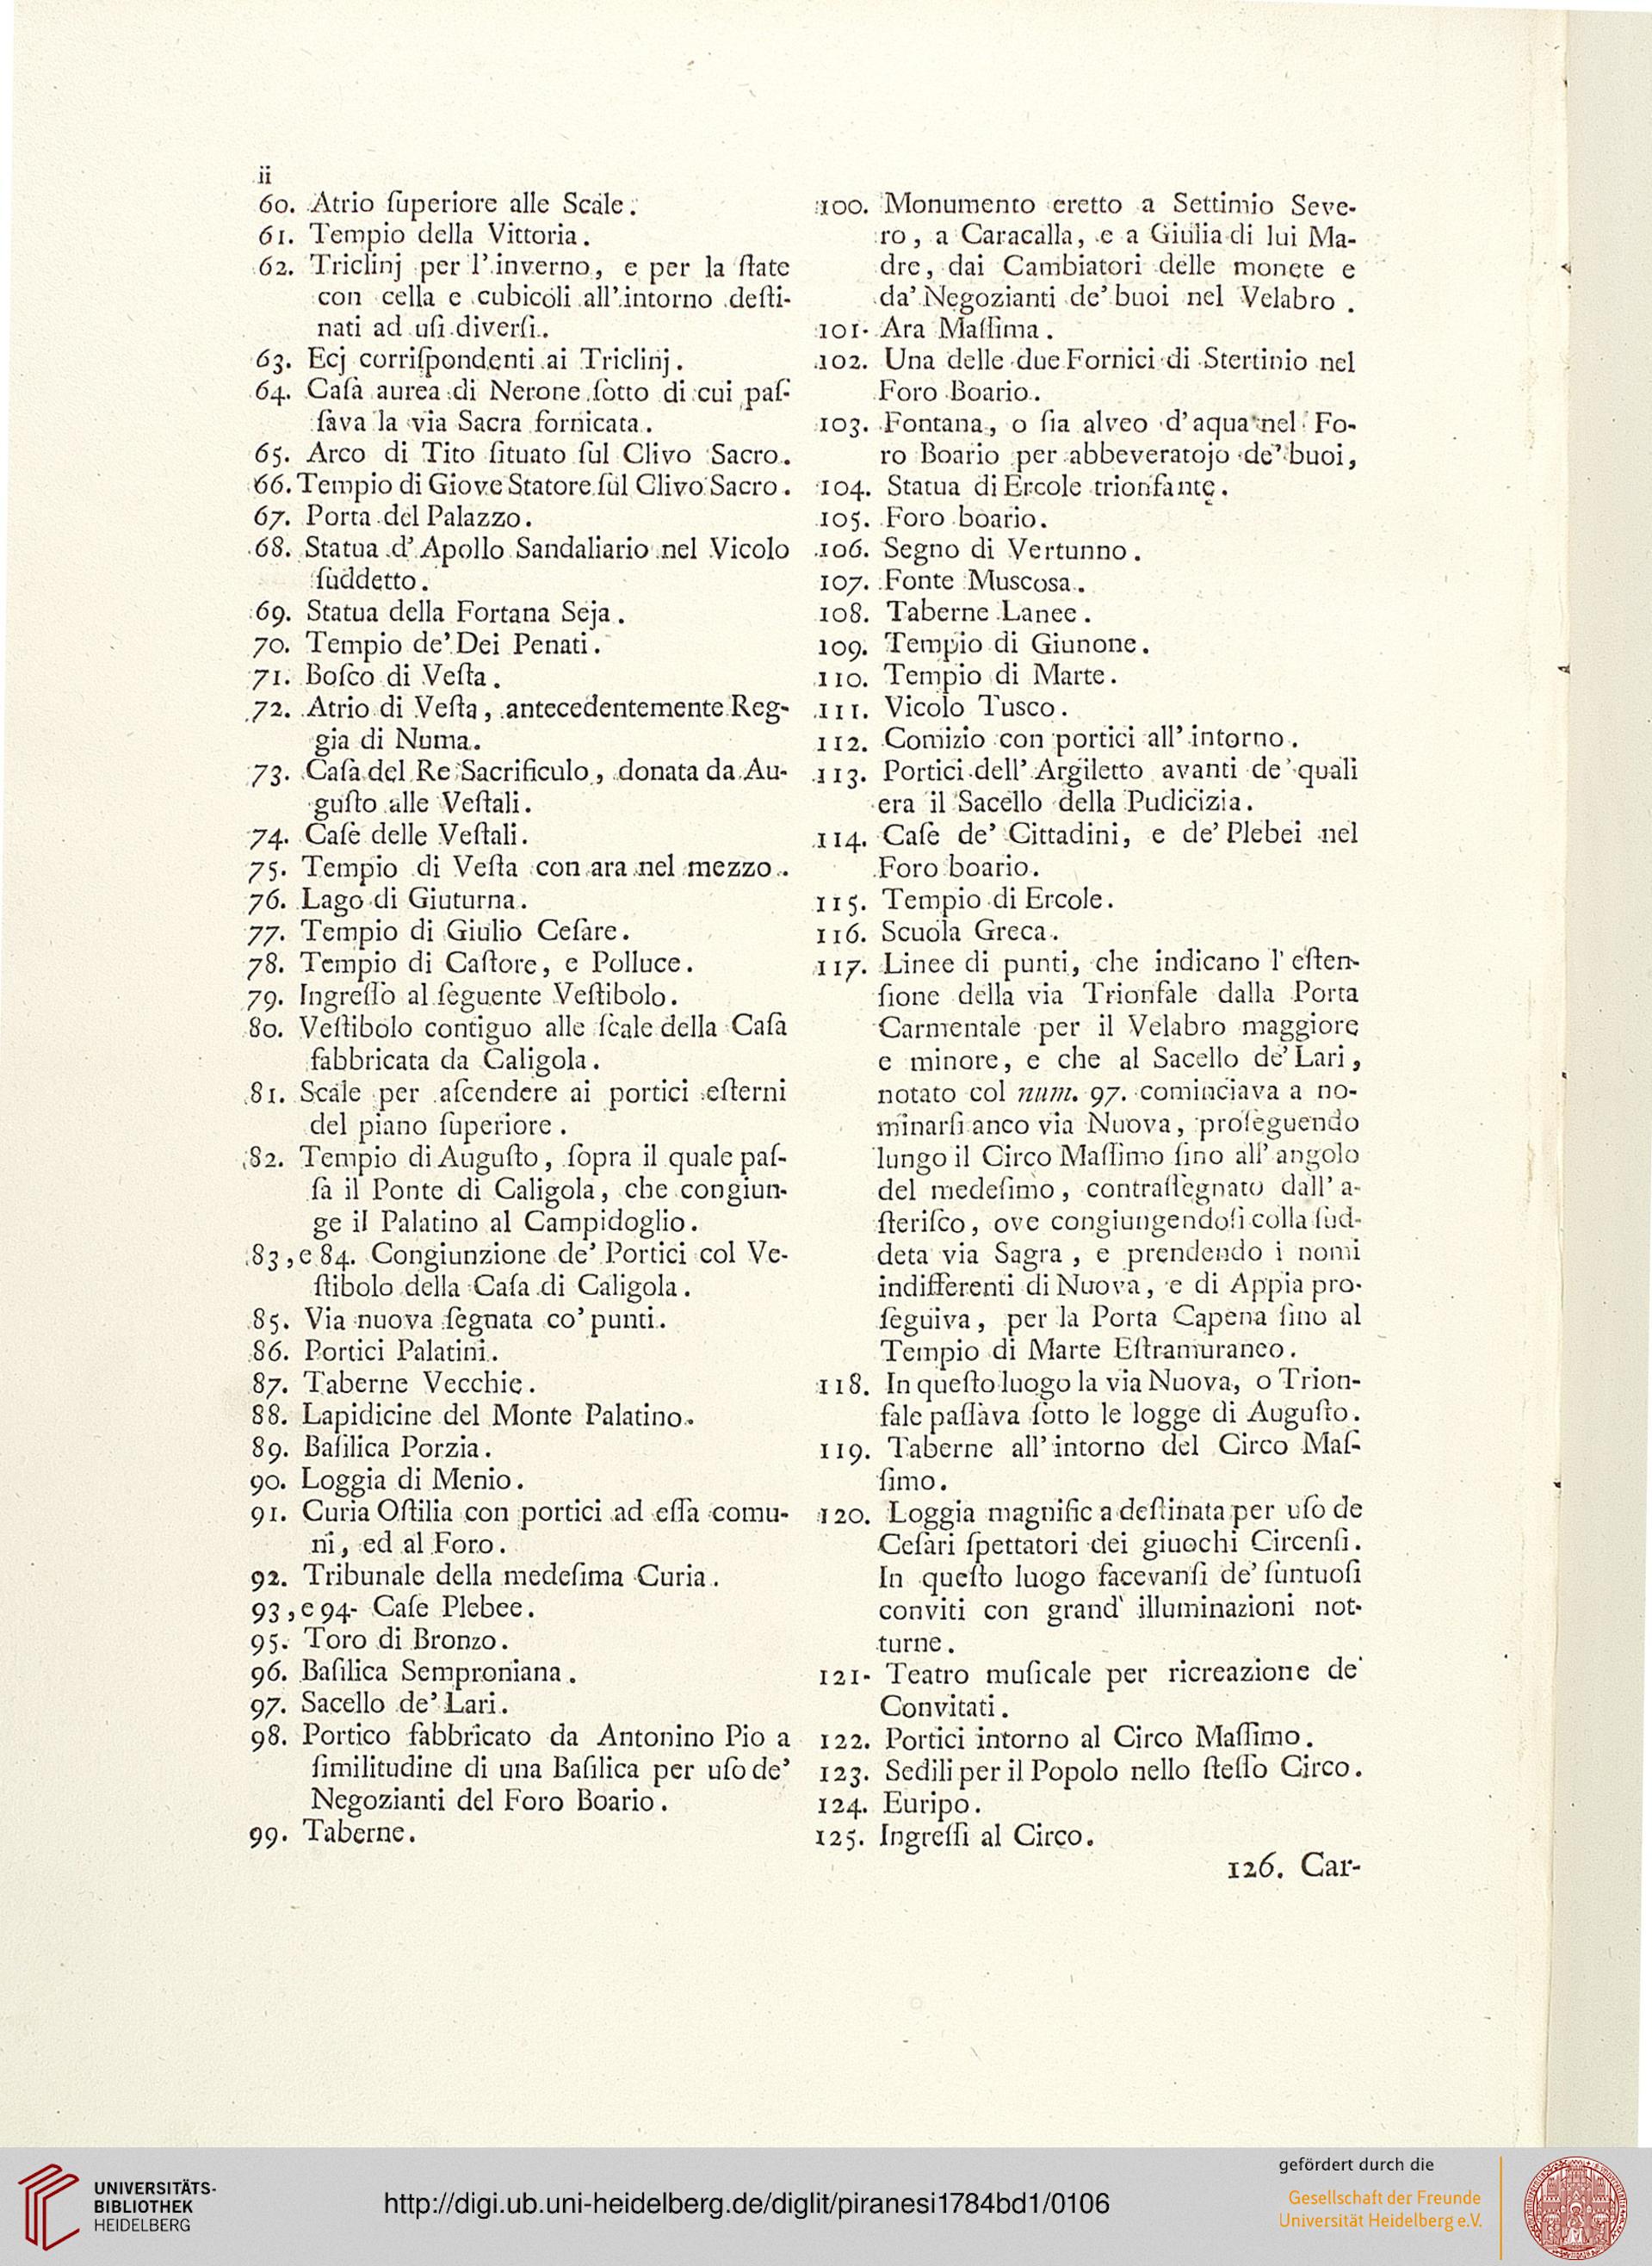 ii
60. Atrio ſuperiore alle Scale.
61. Tempio della Vittoria.
62. Triclinj per l'inverno, e per la ſtate
con cella e cubicoli all'intorno deſti-
nati ad uſi diverſi.
63. Ecj corriſpondenti ai Triclinj.
64. Caſa aurea di Nerone ſotto di cui paſ-
ſava la via Sacra fornicata.
65. Arco di Tito ſituato ſul Clivo Sacro.
66. Tempio di Giove Statore ſul Clivo Sacro.
67. Porta del Palazzo.
68. Statua d'Apollo Sandaliario nel Vicolo
ſuddetto.
69. Statua della Fortana Seja.
70. Tempio de' Dei Penati.
71. Boſco di Veſta.
72. Atrio di Veſta, antecedentemente Reg-
gia di Numa.
73. Caſa del Re Sacrificulo, donata da Au-
guſto alle Veſtali.
74. Caſe delle Veſtali.
75. Tempio di Veſta con ara nel mezzo.
76. Lago di Giuturna.
77. Tempio di Giulio Ceſare.
78. Tempio di Caſtore, e Polluce.
79. Ingreſſo al ſeguente Veſtibolo.
80. Veſtibolo contiguo alle ſcale della Caſa
fabbricata da Caligola.
81. Scale per aſcendere ai portici eſterni
del piano ſuperiore.
82. Tempio di Auguſto, ſopra il quale paſ-
ſa il Ponte di Caligola, che congiun-
ge il Palatino al Campidoglio.
83, e 84. Congiunzione de' Portici col Ve-
ſtibolo della Caſa di Caligola.
85. Via nuova ſegnata co' punti.
86. Portici Palatini.
87. Taberne Vecchie.
88. Lapidicine del Monte Palatino.
89. Baſilica Porzia.
90. Loggia di Menio.
91. Curia Oſtilia con portici ad eſſa comu-
ni, ed al Foro.
92. Tribunale della medeſima Curia.
93, e 94- Caſe Plebee.
95. Toro di Bronzo.
96. Baſilica Semproniana.
97. Sacello de' Lari.
98. Portico fabbricato da Antonino Pio a
ſimilitudine di una Baſilica per uſo de'
Negozianti del Foro Boario.
99. Taberne.
100. Monumento eretto a Settimio Seve-
ro, a Caracalla, e a Giulia di lui Ma-
dre, dai Cambiatori delle monete e
da' Negozianti de' buoi nel Velabro.
101- Ara Maſſima.
102. Una delle due Fornici di Stertinio nel
Foro Boario.
103. Fontana, o ſia alveo d'aqua nel Fo-
ro Boario per abbeveratojo de' buoi,
104. Statua di Ercole trionfante.
105. Foro boario.
106. Segno di Vertunno.
107. Fonte Muscosa.
108. Taberne Lanee.
109. Tempio di Giunone.
110. Tempio di Marte.
111. Vicolo Tusco.
112. Comizio con portici all'intorno.
113. Portici dell'Argiletto avanti de' quali
era il Sacello della Pudicizia.
114. Caſe de' Cittadini, e de' Plebei nel
Foro boario.
115. Tempio di Ercole.
116. Scuola Greca.
117. Linee di punti, che indicano l'eſten-
ſione della via Trionfale dalla Porta
Carmentale per il Velabro maggiore
e minore, e che al Sacello de' Lari,
notato col num. 97. cominciava a no-
minarſi anco via Nuova, proſeguendo
lungo il Circo Maſſimo ſino all'angolo
del medeſimo, contraſſegnato dall'a-
ſteriſco, ove congiungendoſi colla ſud-
deta via Sagra, e prendendo i nomi
indifferenti di Nuova, e di Appia pro-
ſeguiva, per la Porta Capena ſino al
Tempio di Marte Eſtramuraneo.
118. In queſto luogo la via Nuova, o Trion-
fale paſſava ſotto le logge di Auguſto.
119. Taberne all'intorno del Circo Maſ-
ſimo.
120. Loggia magnific a deſtinata per uſo de
Ceſari ſpettatori dei giuochi Circenſi.
In queſto luogo facevanſi de' ſuntuoſi
conviti con grand' illuminazioni not-
turne.
121- Teatro muſicale per ricreazione de'
Convitati.
122. Portici intorno al Circo Maſſimo.
123. Sedili per il Popolo nello ſteſſo Circo.
124. Euripo.
125. Ingreſſi al Circo.
126. Car-
UNIVERSITÄTS-
BIBLIOTHEK
HEIDELBERG
http://digi.ub.uni-heidelberg.de/diglit/piranesi1784bd1/0106
gefördert durch die
Gesellschaft der Freunde
Universität Heidelberg e.V.